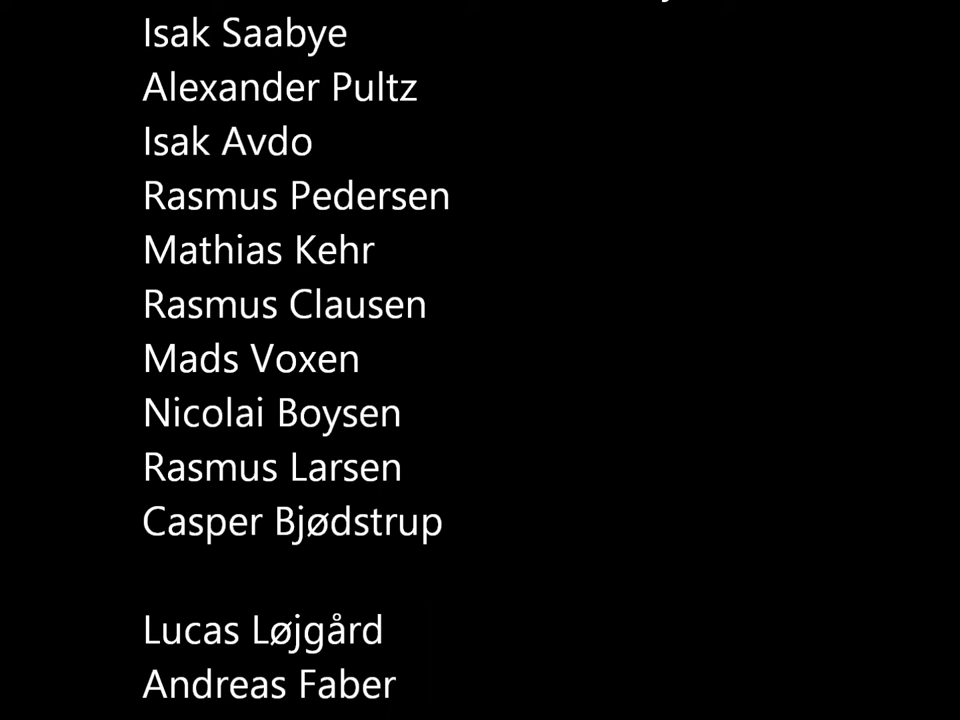 Isak Saabye
Alexander Pultz
Isak Avdo
Rasmus Pedersen
Mathias Kehr
Rasmus Clausen
Mads Voxen
Nicolai Boysen
Rasmus Larsen
Casper Bjødstrup
Lucas Løjgård
Andreas Faber